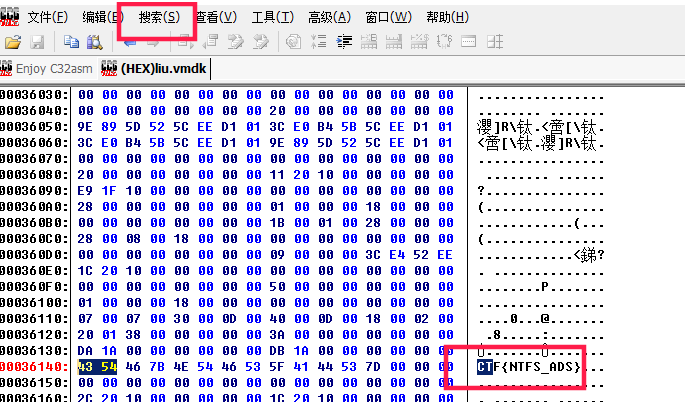 文件(F) 编辑(E) 搜索(S) 查看(V) 工具(T) 高级(A) 窗口(W) 帮助(H)
Enjoy C32asm (HEX)liu.vmdk
00036030: 00 00 00 00 00 00 00 00 00 00 00 00 00 00 00 00 ................
00036040: 00 00 00 00 00 00 00 00 20 00 00 00 00 00 00 00 ........ .......
00036050: 9E 89 5D 52 5C EE D1 01 3C E0 B4 5B 5C EE D1 01 瀴]R\钛.<啻[\钛.
00036060: 3C E0 B4 5B 5C EE D1 01 9E 89 5D 52 5C EE D1 01 <啻[\钛.瀴]R\钛.
00036070: 00 00 00 00 00 00 00 00 00 00 00 00 00 00 00 00 ................
00036080: 20 00 00 00 00 00 00 00 11 20 10 00 00 00 00 00 ........ ......
00036090: E9 1F 10 00 00 00 00 00 00 00 00 00 00 00 00 00 ?..............
000360A0: 28 00 00 00 00 00 00 00 01 00 00 00 18 00 00 00 (...............
000360B0: 00 00 00 00 00 00 00 00 1B 00 01 00 28 00 00 00 ............(...
000360C0: 28 00 08 00 18 00 00 00 00 00 00 00 00 00 00 00 (...............
000360D0: 00 00 00 00 00 00 00 00 09 00 00 00 3C E4 52 EE ............<銻?
000360E0: 1C 20 10 00 00 00 00 00 00 00 00 00 00 00 00 00 . ..............
000360F0: 00 00 00 00 00 00 00 00 50 00 00 00 00 00 00 00 ........P.......
00036100: 01 00 00 00 18 00 00 00 00 00 00 00 00 00 00 00 ................
00036110: 07 00 07 00 30 00 0D 00 40 00 0D 00 18 00 02 00 ....0...@.......
00036120: 20 01 38 00 00 00 00 00 3A 00 00 00 00 00 00 00 .8.....:.......
00036130: DA 1A 00 00 00 00 00 00 DB 1A 00 00 00 00 00 00
00036140: 43 54 46 7B 4E 54 46 53 5F 41 44 53 7D 00 00 00 CTF{NTFS_ADS}...
00036150: 00 00 00 00 00 00 00 00 00 00 00 00 00 00 00 00 ................
00036160: 2C 20 10 00 00 00 00 00 1C 20 10 00 00 00 00 00